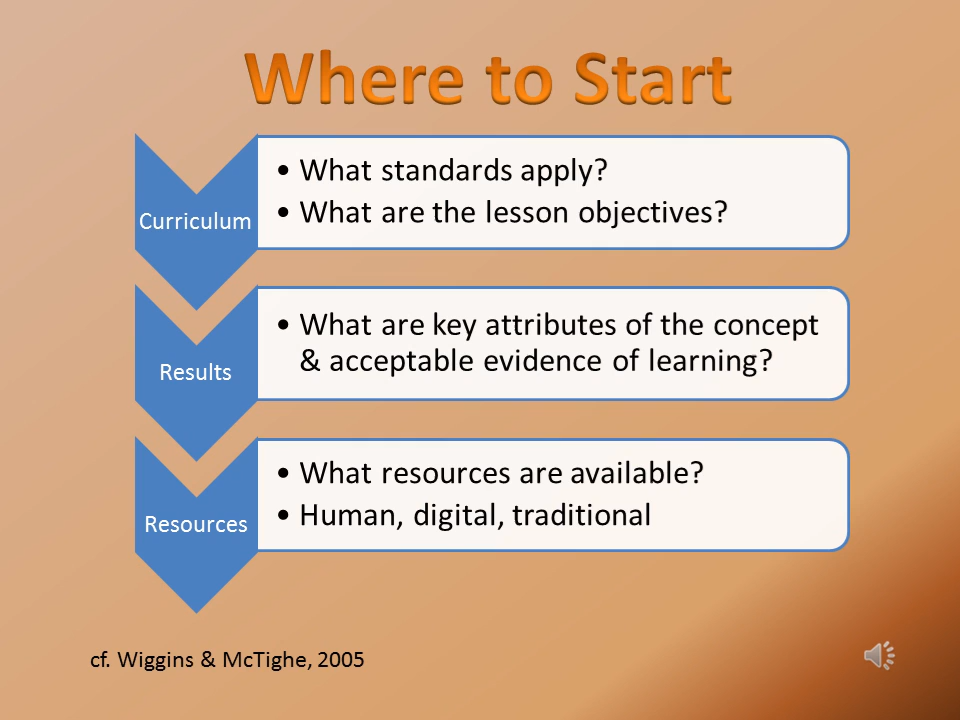 Where to Start
Curriculum
• What standards apply?
• What are the lesson objectives?
Results
• What are key attributes of the concept
& acceptable evidence of learning?
Resources
• What resources are available?
• Human, digital, traditional
cf. Wiggins & McTighe, 2005